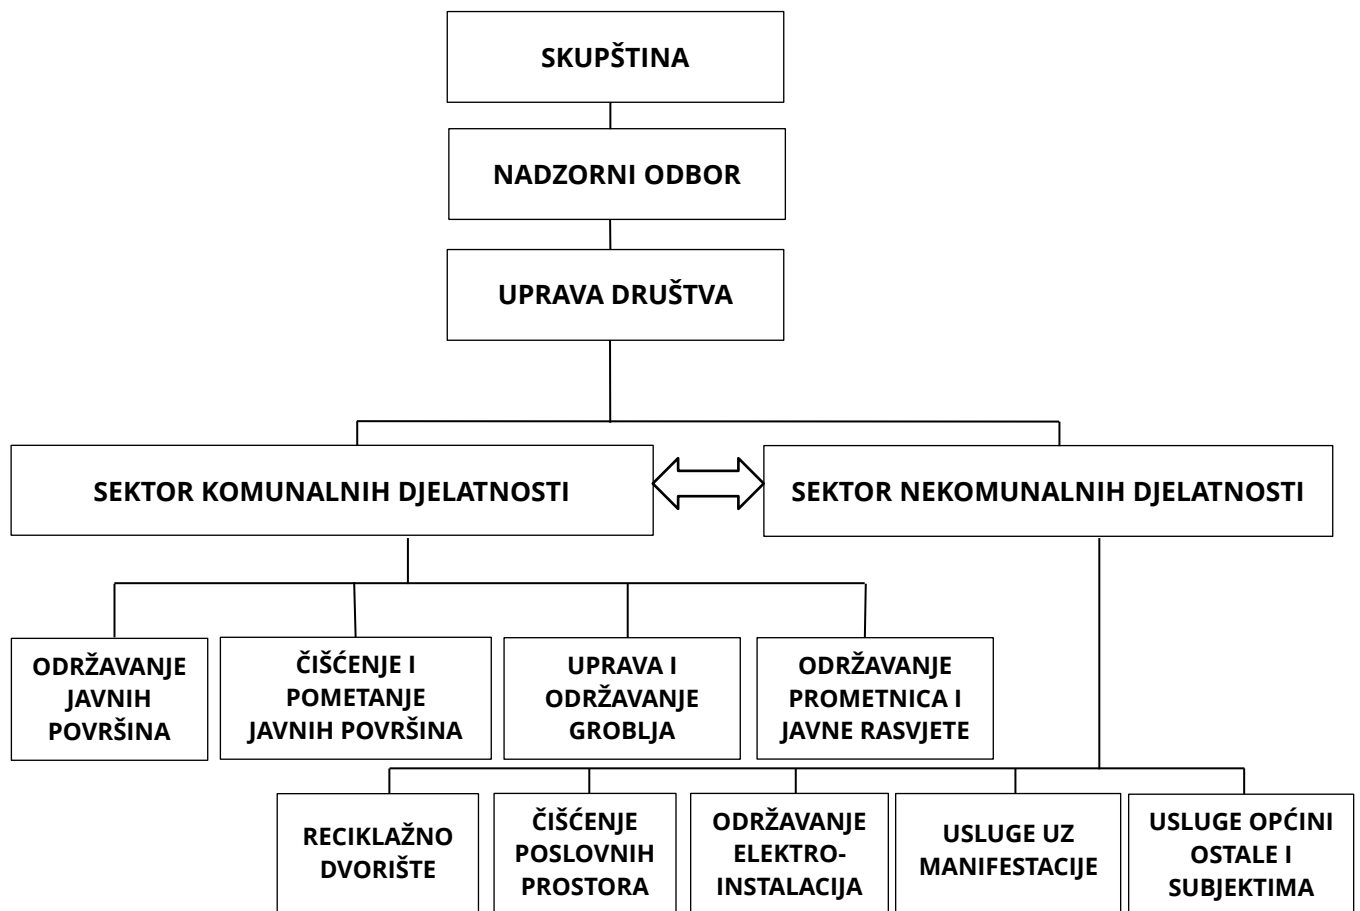 SKUPŠTINA
NADZORNI ODBOR
UPRAVA DRUŠTVA
SEKTOR KOMUNALNIH DJELATNOSTI
SEKTOR NEKOMUNALNIH DJELATNOSTI
ODRŽAVANJE
JAVNIH
POVRŠINA
ČIŠĆENJE I
POMETANJE
JAVNIH POVRŠINA
UPRAVA I
ODRŽAVANJE
GROBLJA
ODRŽAVANJE
PROMETNICA I
JAVNE RASVJETE
RECIKLAŽNO
DVORIŠTE
ČIŠĆENJE
POSLOVNIH
PROSTORA
ODRŽAVANJE
ELEKTRO-
INSTALACIJA
USLUGE UZ
MANIFESTACIJE
USLUGE OPĆINI
OSTALE I
SUBJEKTIMA